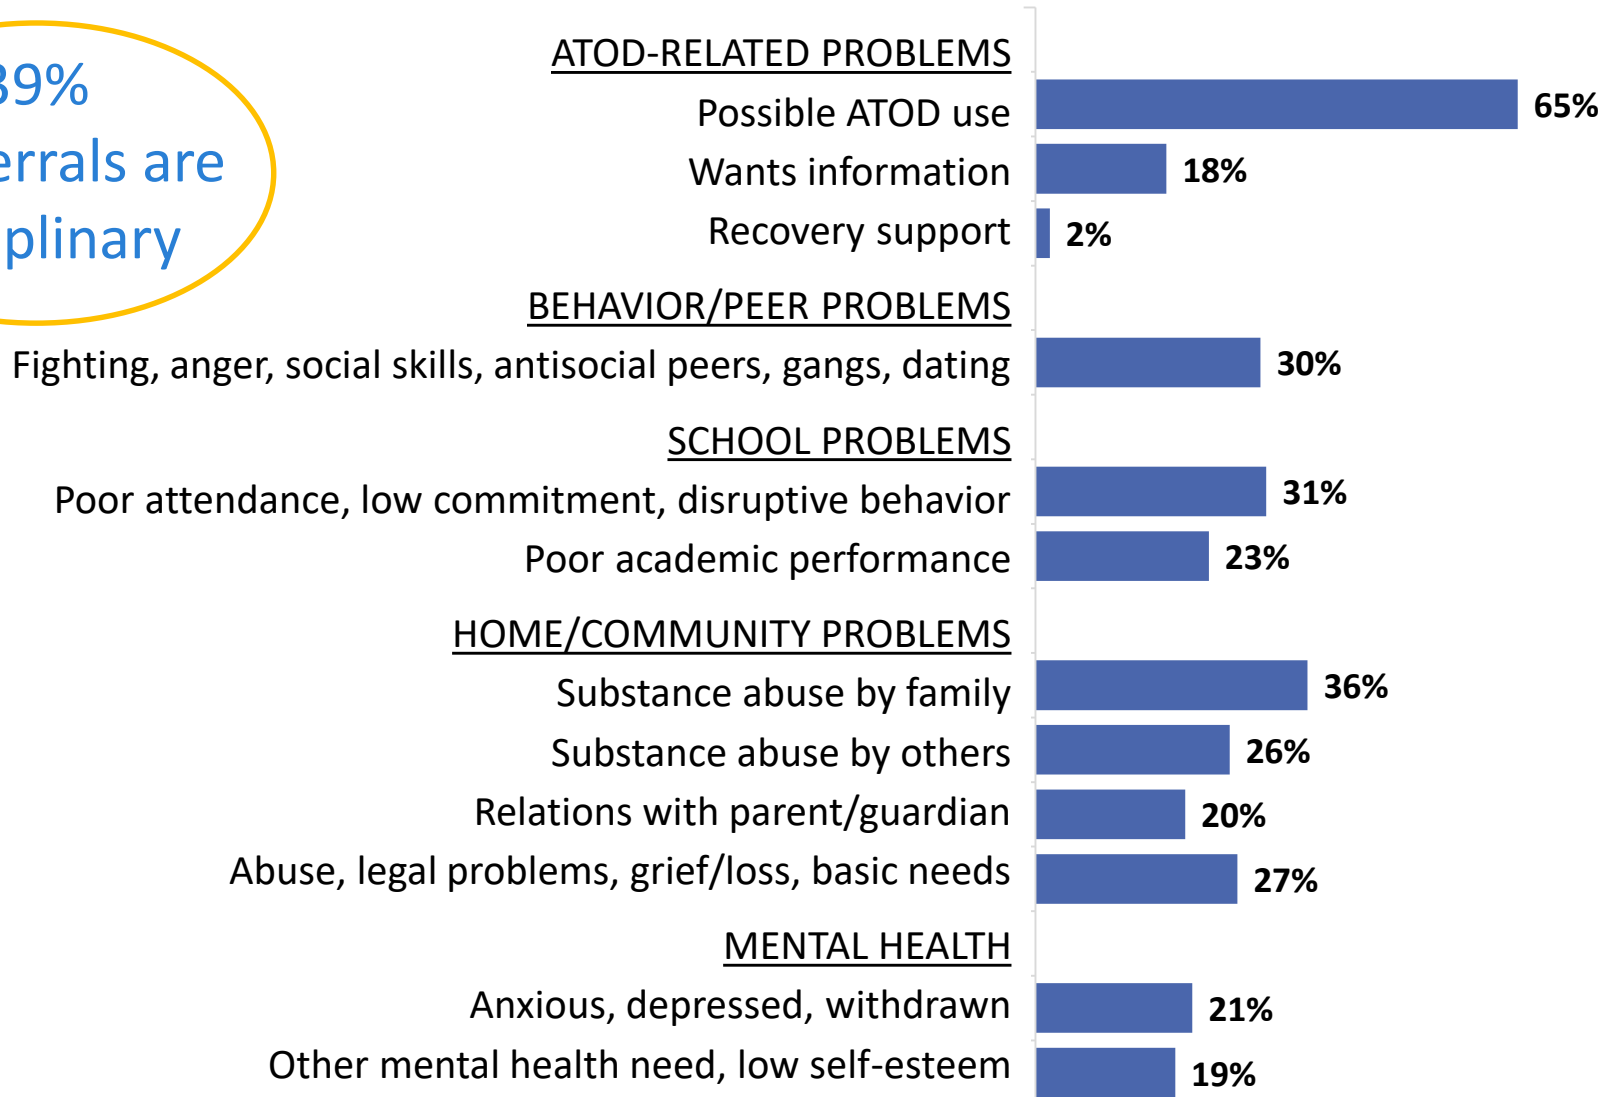 39%
are
ATOD-RELATED PROBLEMS
Possible ATOD use 65%
Wants information 18%
Recovery support 2%
BEHAVIOR/PEER PROBLEMS
Fighting, anger, social skills, antisocial peers, gangs, dating 30%
SCHOOL PROBLEMS
Poor attendance, low commitment, disruptive behavior 31%
Poor academic performance 23%
HOME/COMMUNITY PROBLEMS
Substance abuse by family 36%
Substance abuse by others 26%
Relations with parent/guardian 20%
Abuse, legal problems, grief/loss, basic needs 27%
MENTAL HEALTH
Anxious, depressed, withdrawn 21%
Other mental health need, low self-esteem 19%